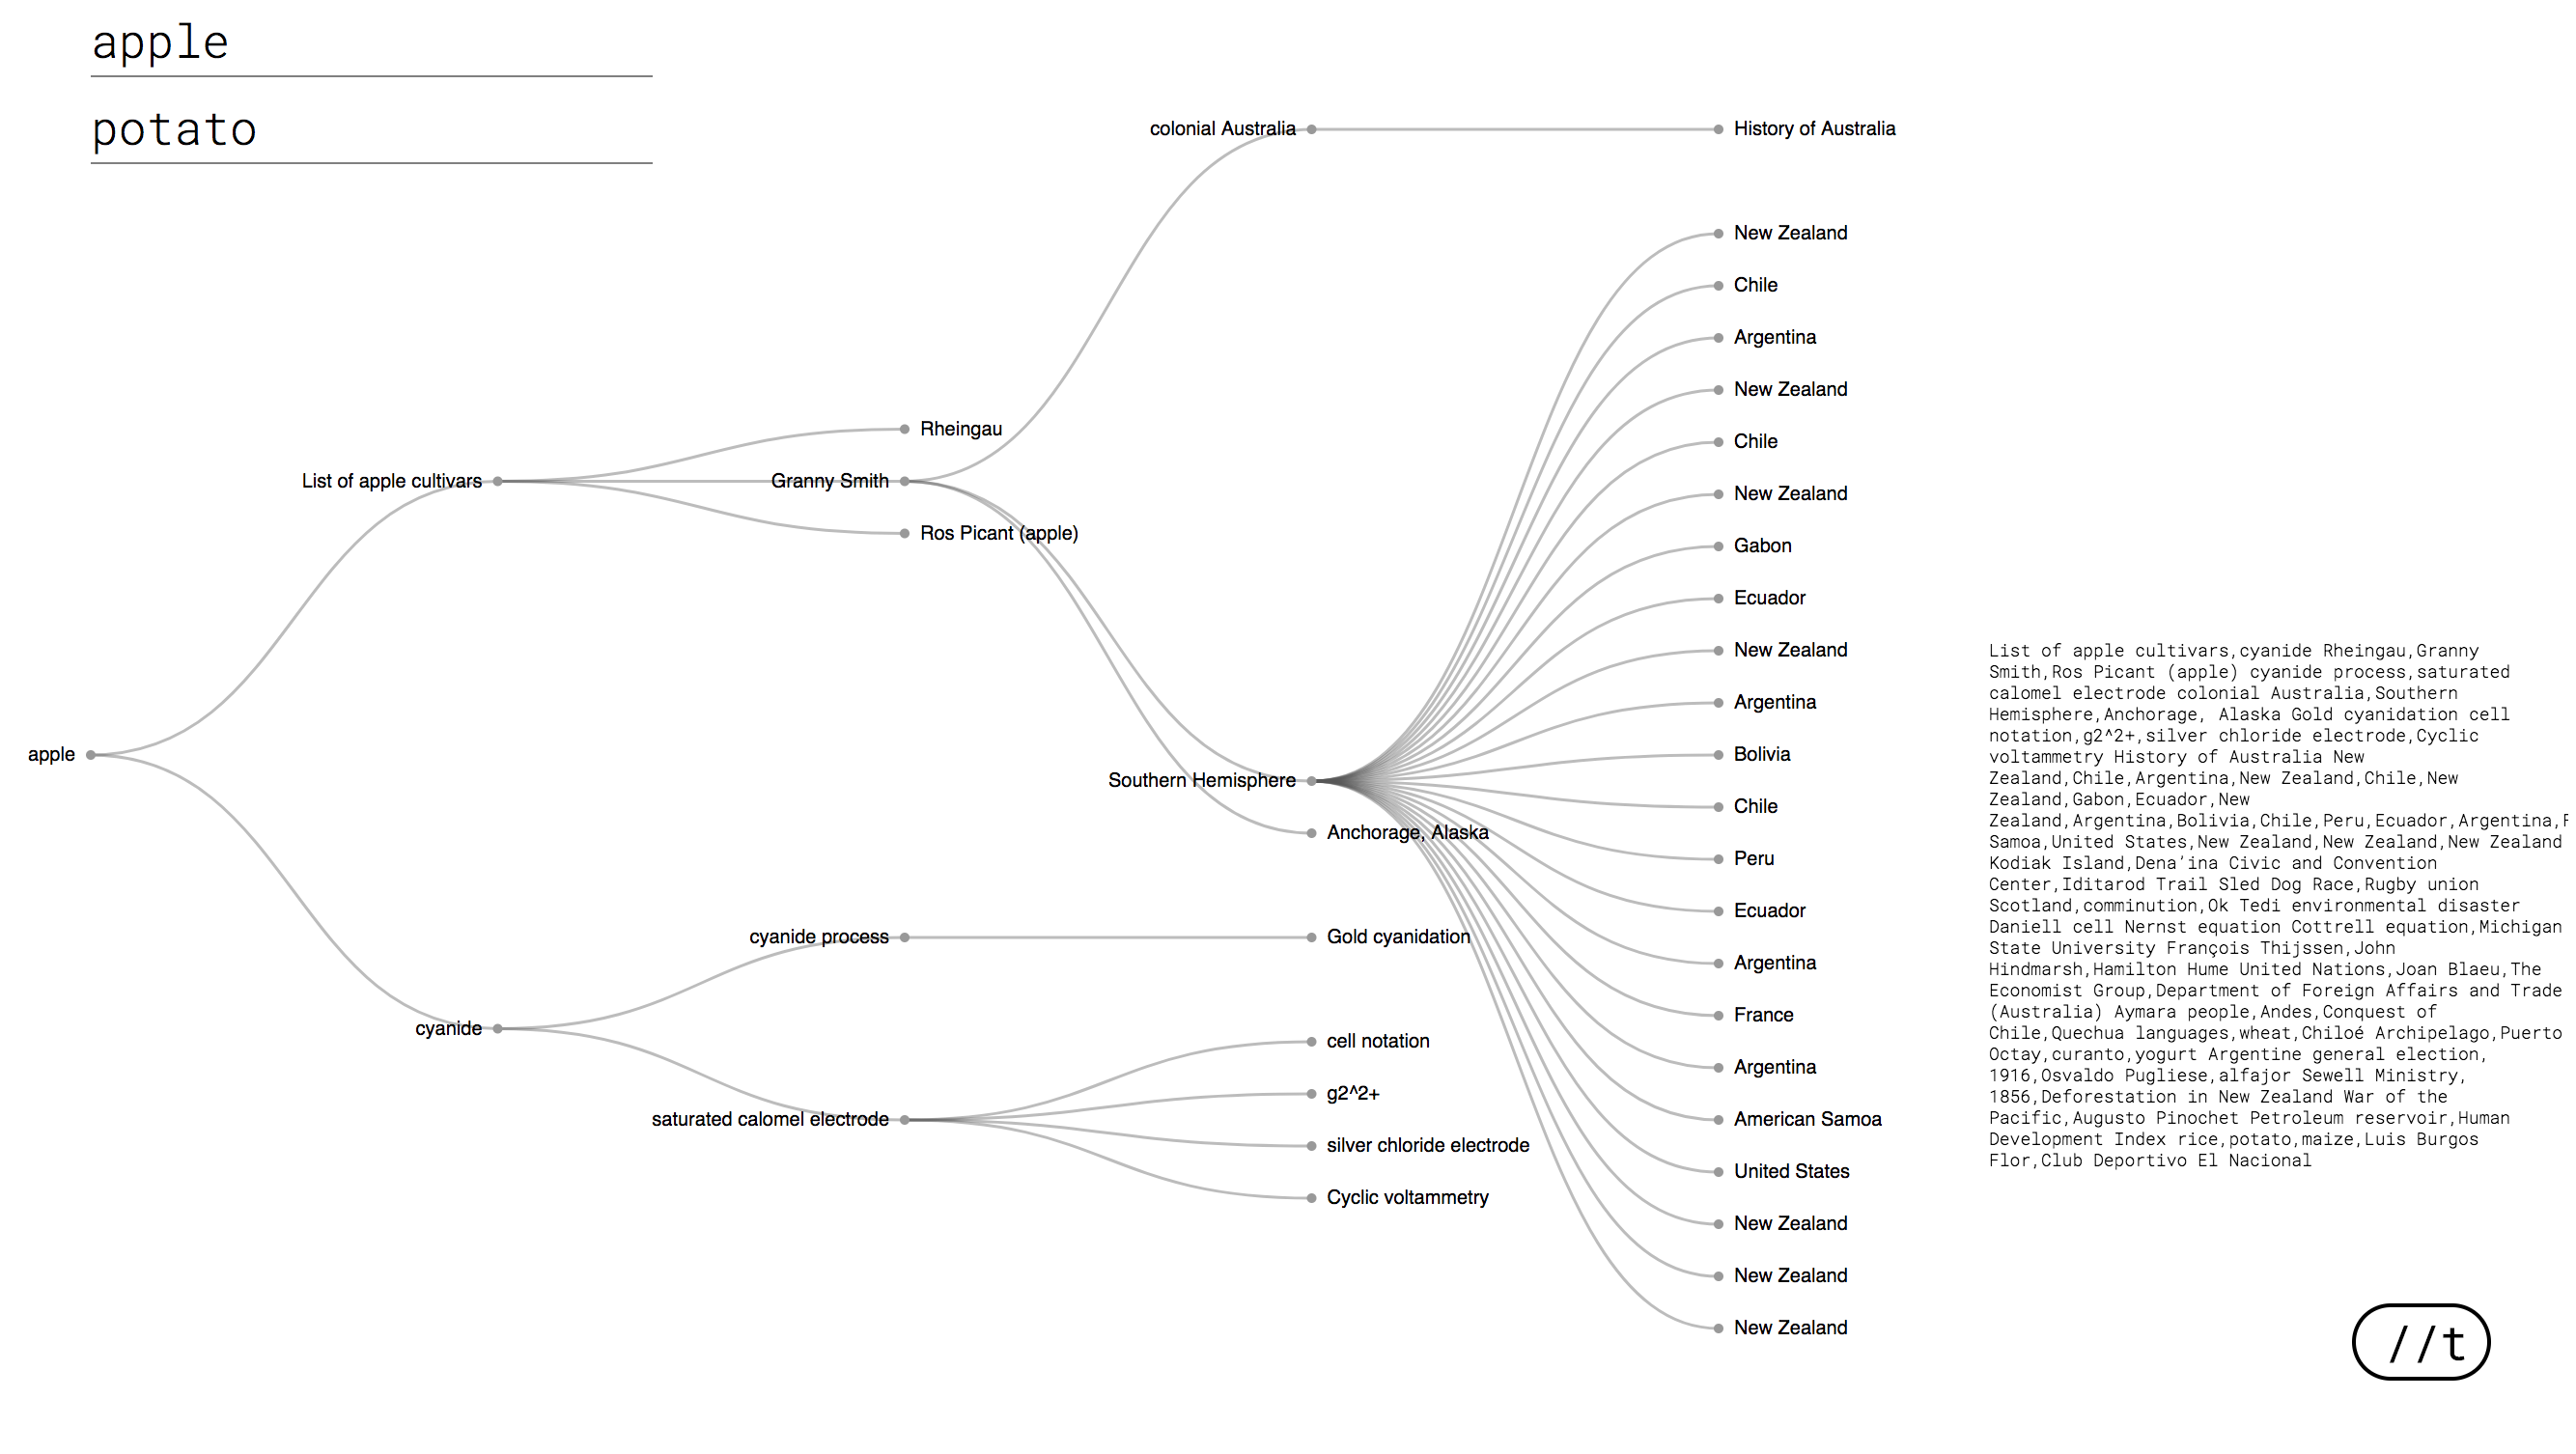 apple
potato
colonial Australia
History of Australia
New Zealand
Chile
Argentina
New Zealand
Rheingau
Chile
List of apple cultivars
Granny Smith
New Zealand
Ros Picant (apple)
Gabon
Ecuador
New Zealand
Argentina
apple
Bolivia
Southern Hemisphere
Chile
Anchorage, Alaska
Peru
Ecuador
cyanide process
Gold cyanidation
Argentina
France
cyanide
cell notation
Argentina
g2^2+
saturated calomel electrode
American Samoa
silver chloride electrode
United States
Cyclic voltammetry
New Zealand
New Zealand
New Zealand
List of apple cultivars,cyanide Rheingau,Granny
Smith,Ros Picant (apple) cyanide process,saturated
calomel electrode colonial Australia,Southern
Hemisphere,Anchorage, Alaska Gold cyanidation cell
notation,g2^2+,silver chloride electrode,Cyclic
voltammetry History of Australia New
Zealand,Chile,Argentina,New Zealand,Chile,New
Zealand,Gabon,Ecuador,New
Zealand,Argentina,Bolivia,Chile,Peru,Ecuador,Argentina,
Samoa,United States,New Zealand,New Zealand,New Zealand
Kodiak Island,Dena'ina Civic and Convention
Center,Iditarod Trail Sled Dog Race,Rugby union
Scotland,comminution,Ok Tedi environmental disaster
Daniell cell Nernst equation Cottrell equation,Michigan
State University François Thijssen,John
Hindmarsh,Hamilton Hume United Nations,Joan Blaeu,The
Economist Group,Department of Foreign Affairs and Trade
(Australia) Aymara people,Andes,Conquest of
Chile,Quechua languages,wheat,Chiloé Archipelago,Puerto
Octay,curanto,yogurt Argentine general election,
1916,Osvaldo Pugliese,alfajor Sewell Ministry,
1856,Deforestation in New Zealand War of the
Pacific,Augusto Pinochet Petroleum reservoir,Human
Development Index rice,potato,maize,Luis Burgos
Flor,Club Deportivo El Nacional
//t